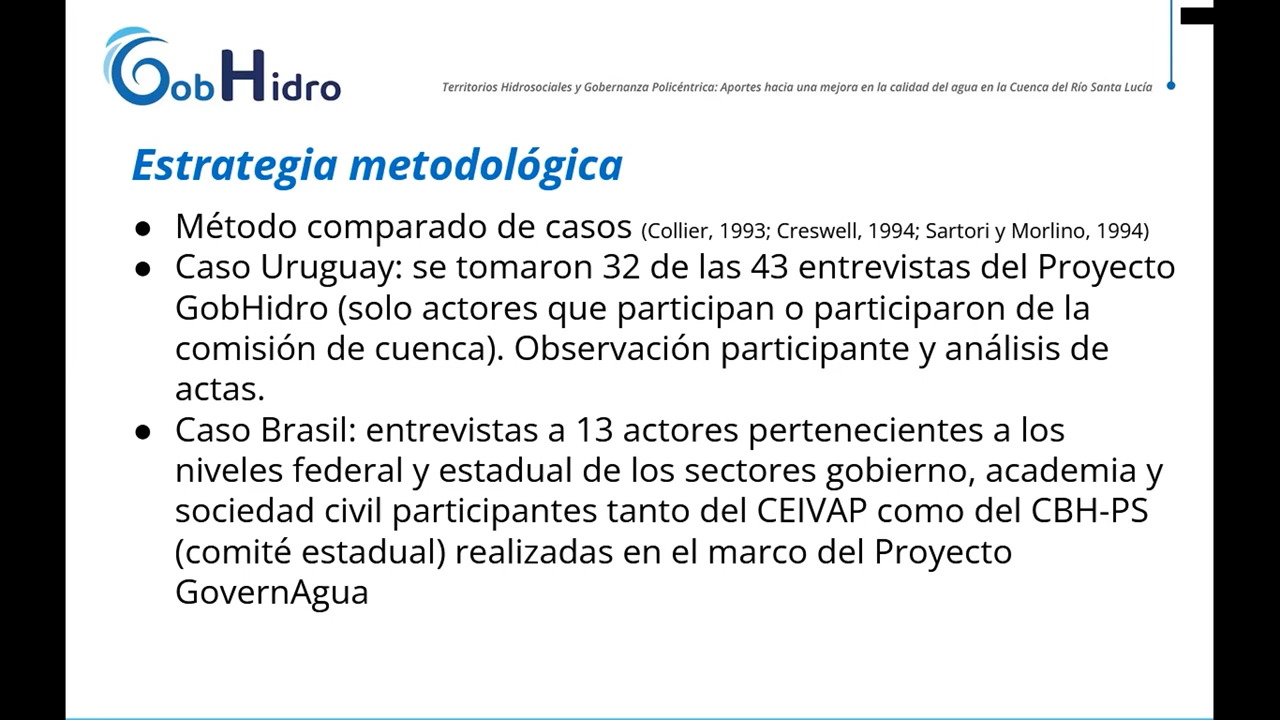 GobHidro
Territorios Hidrosociales y Gobernanza Policéntrica: Aportes hacia una mejora en la calidad del agua en la Cuenca del Río Santa Lucía
Estrategia metodológica
● Método comparado de casos (Collier, 1993; Creswell, 1994; Sartori y Morlino, 1994)
● Caso Uruguay: se tomaron 32 de las 43 entrevistas del Proyecto
GobHidro (solo actores que participan o participaron de la
comisión de cuenca). Observación participante y análisis de
actas.
● Caso Brasil: entrevistas a 13 actores pertenecientes a los
niveles federal y estadual de los sectores gobierno, academia y
sociedad civil participantes tanto del CEIVAP como del CBH-PS
(comité estadual) realizadas en el marco del Proyecto
GovernAgua